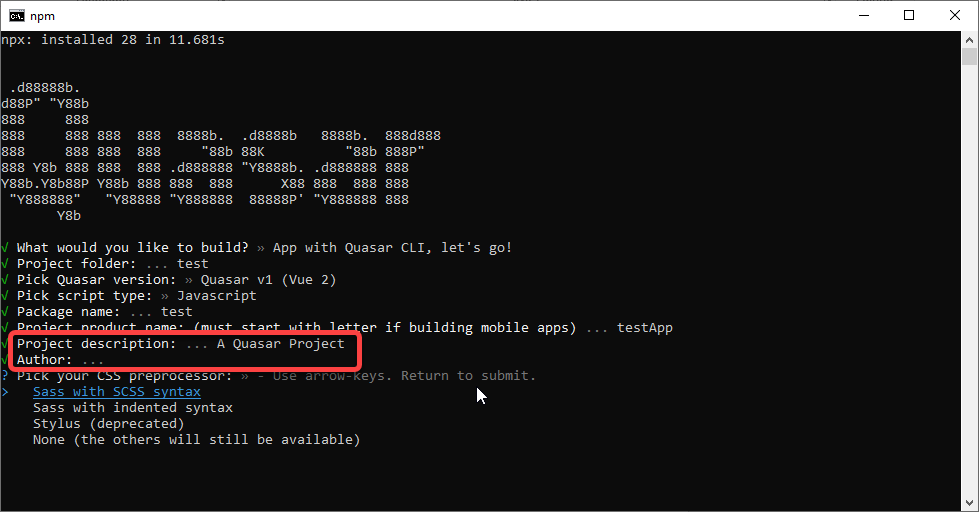 npm
npx: installed 28 in 11.681s
 .d88888b.
d88P" "Y88b
888     888
888     888 888  888  8888b.  .d8888b   8888b.  888d888
888     888 888  888     "88b 88K          "88b 888P"
888 Y8b 888 888  888 .d888888 "Y8888b. .d888888 888
Y88b.Y8b88P Y88b 888 888  888      X88 888  888 888
 "Y888888"   "Y88888 "Y888888  88888P' "Y888888 888
       Y8b
√ What would you like to build? » App with Quasar CLI, let's go!
√ Project folder: ... test
√ Pick Quasar version: » Quasar v1 (Vue 2)
√ Pick script type: » Javascript
√ Package name: ... test
√ Project product name: (must start with letter if building mobile apps) ... testApp
√ Project description: ... A Quasar Project
√ Author: ...
? Pick your CSS preprocessor: » - Use arrow-keys. Return to submit.
>   Sass with SCSS syntax
    Sass with indented syntax
    Stylus (deprecated)
    None (the others will still be available)